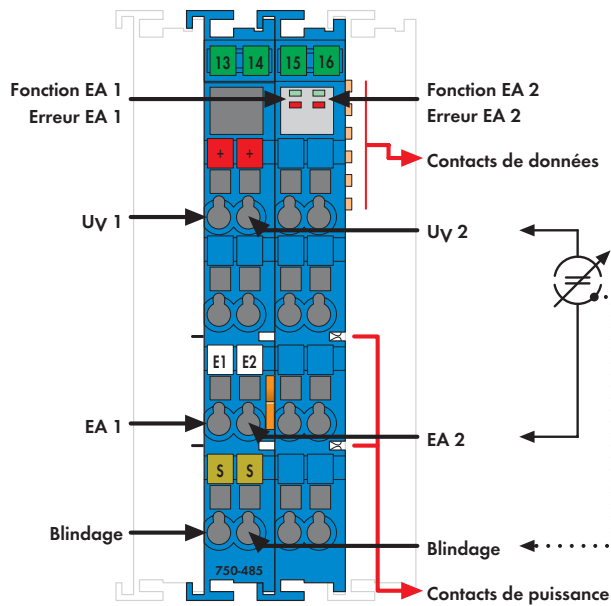 13 14 15 16
Fonction EA 1
Erreur EA 1
Fonction EA 2
Erreur EA 2
+ +
Contacts de données
UV 1
UV 2
E1 E2
EA 1
EA 2
S S
Blindage
Blindage
750-485
Contacts de puissance